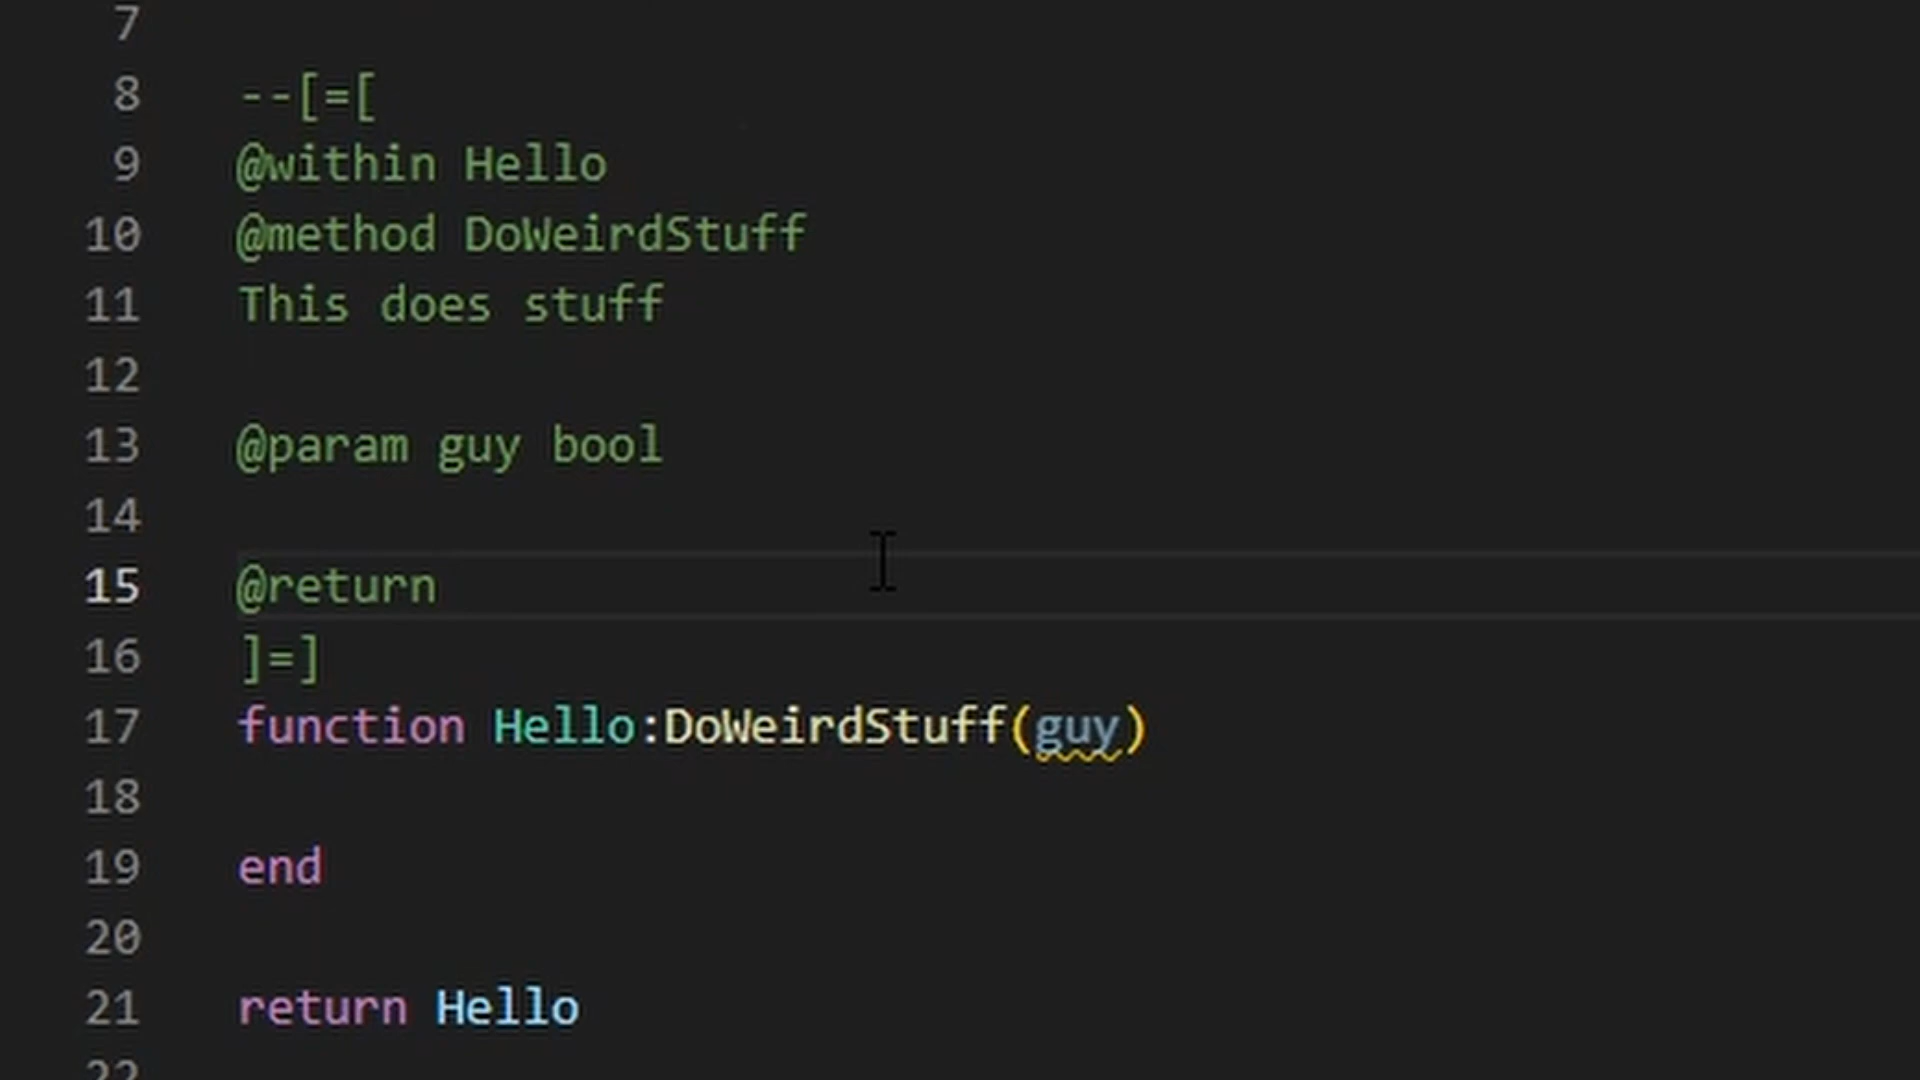 7
8 --[=[
9 @within Hello
10 @method DoWeirdStuff
11 This does stuff
12
13 @param guy bool
14
15 @return
16 ]=]
17 function Hello:DoWeirdStuff(guy)
18
19 end
20
21 return Hello
22